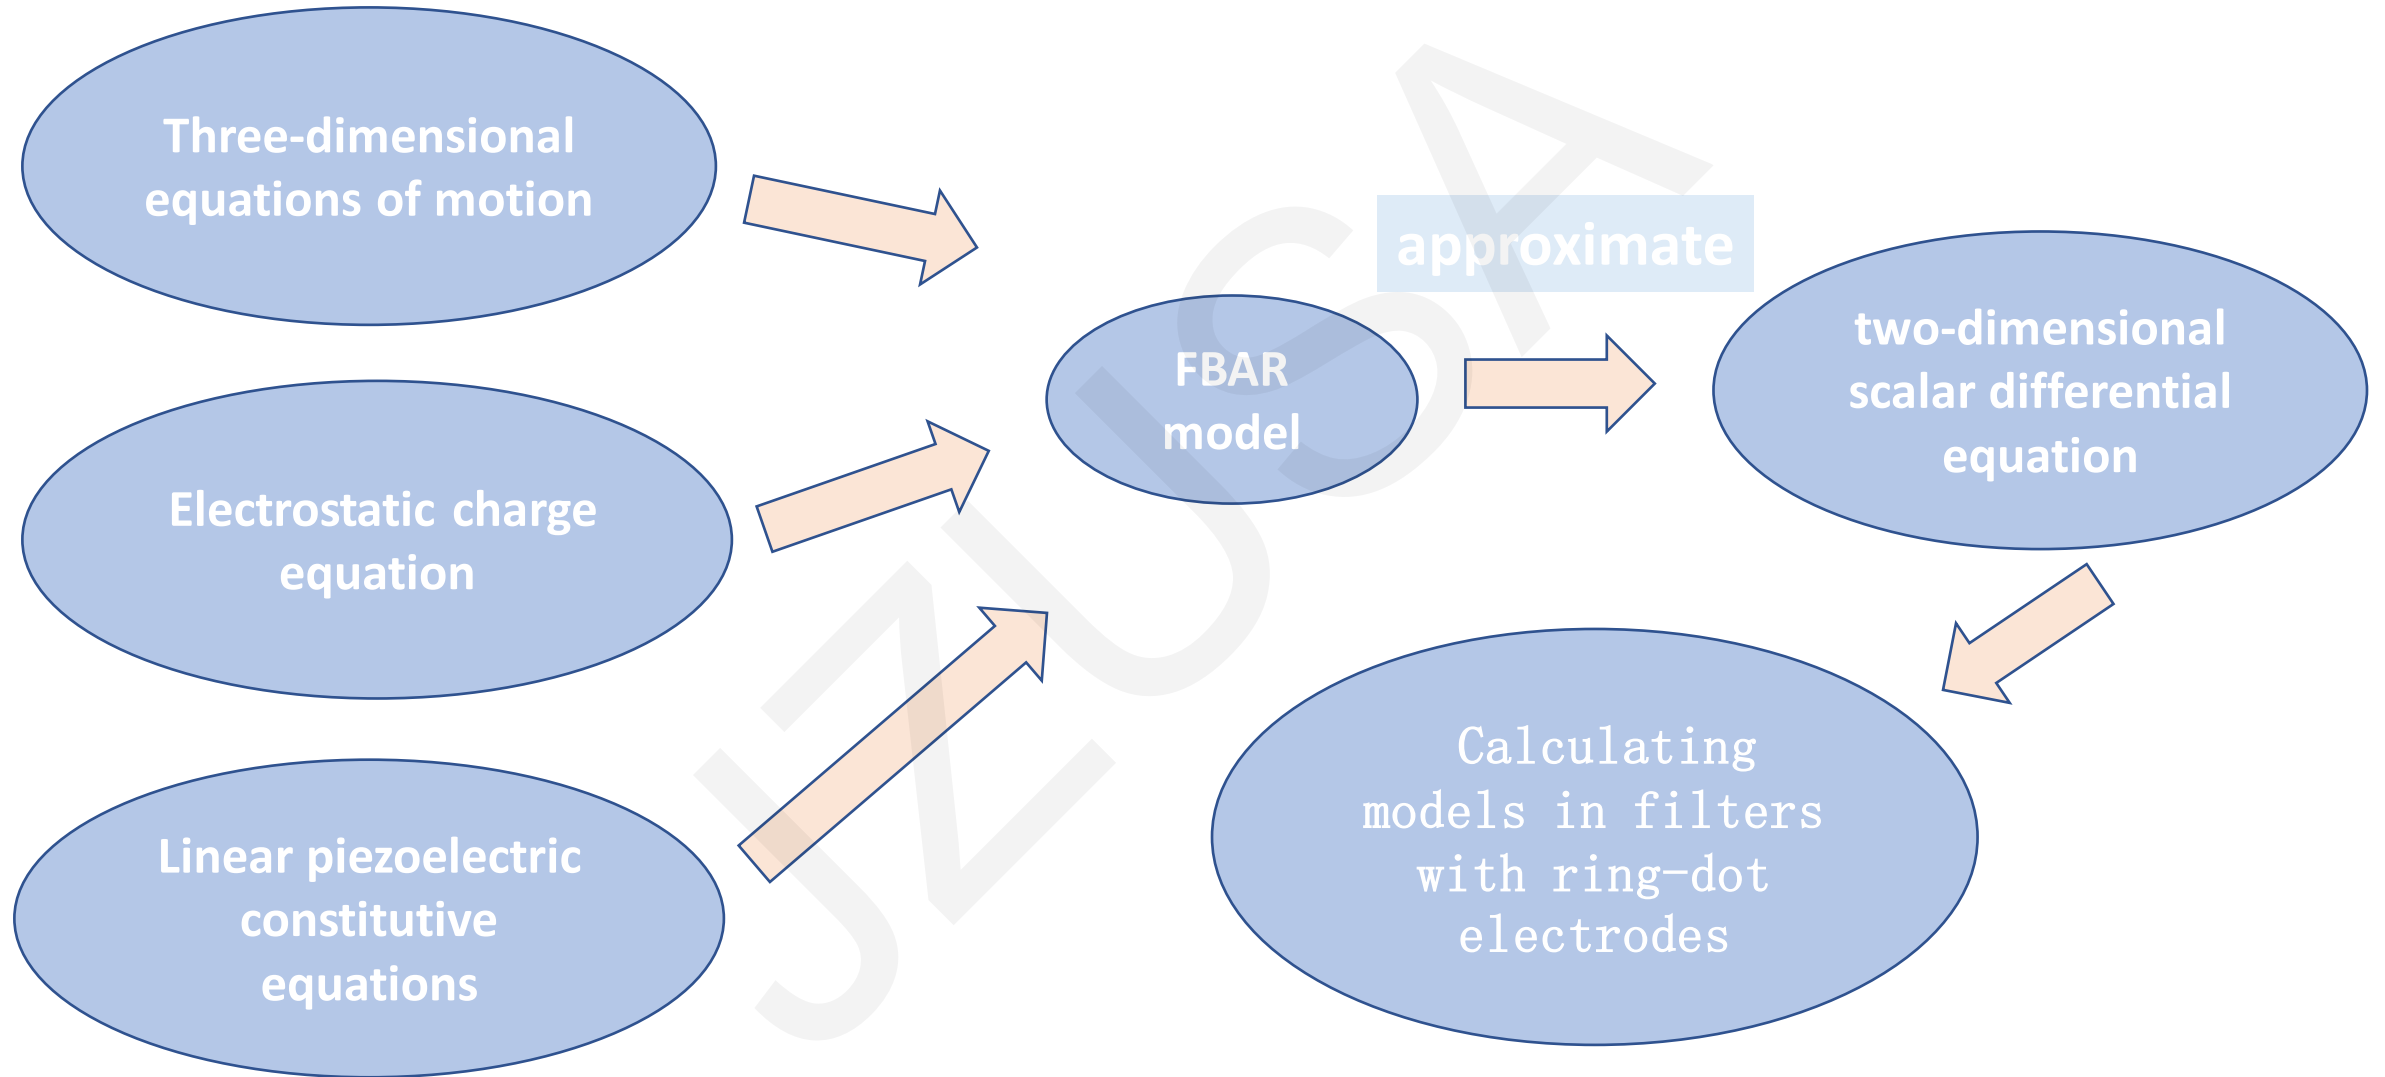 Three-dimensional
equations of motion
Electrostatic charge
equation
Linear piezoelectric
constitutive
equations
FBAR
model
approximate
two-dimensional
scalar differential
equation
Calculating
models in filters
with ring-dot
electrodes
JZUSA